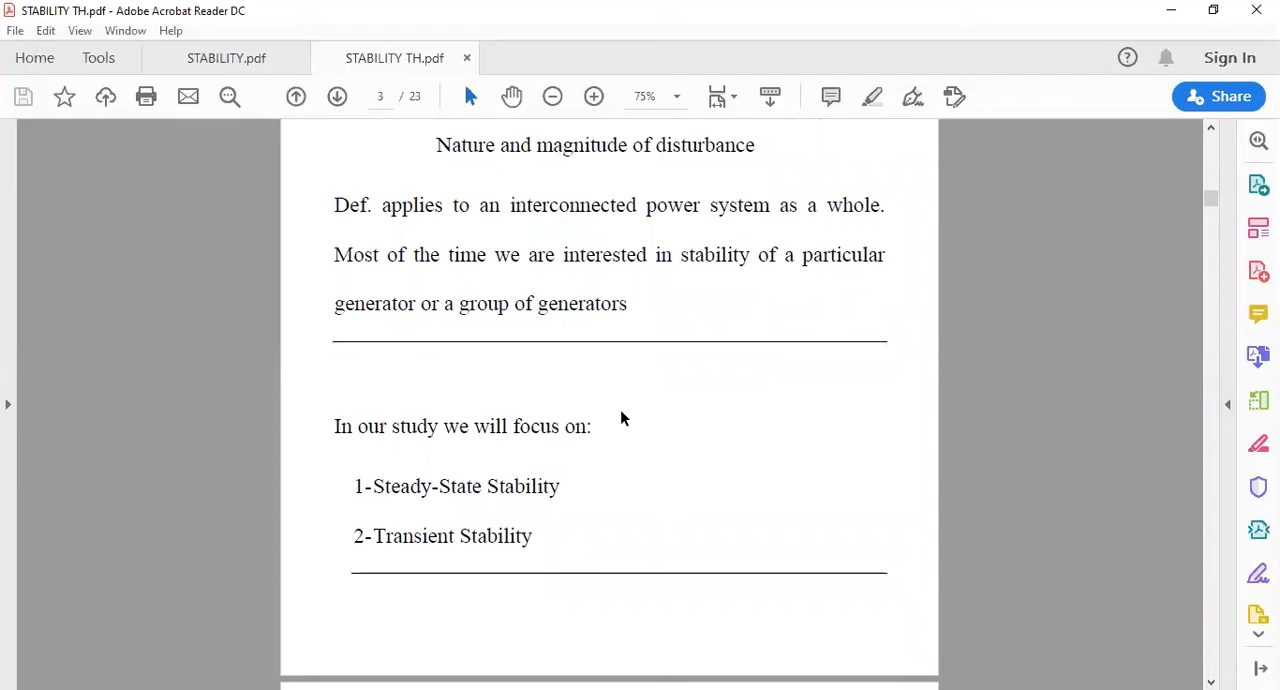 STABILITY TH.pdf - Adobe Acrobat Reader DC
File Edit View Window Help
Home Tools STABILITY.pdf STABILITY TH.pdf × Sign In
3 / 23 75% Share
Nature and magnitude of disturbance
Def. applies to an interconnected power system as a whole.
Most of the time we are interested in stability of a particular
generator or a group of generators
In our study we will focus on:
1-Steady-State Stability
2-Transient Stability